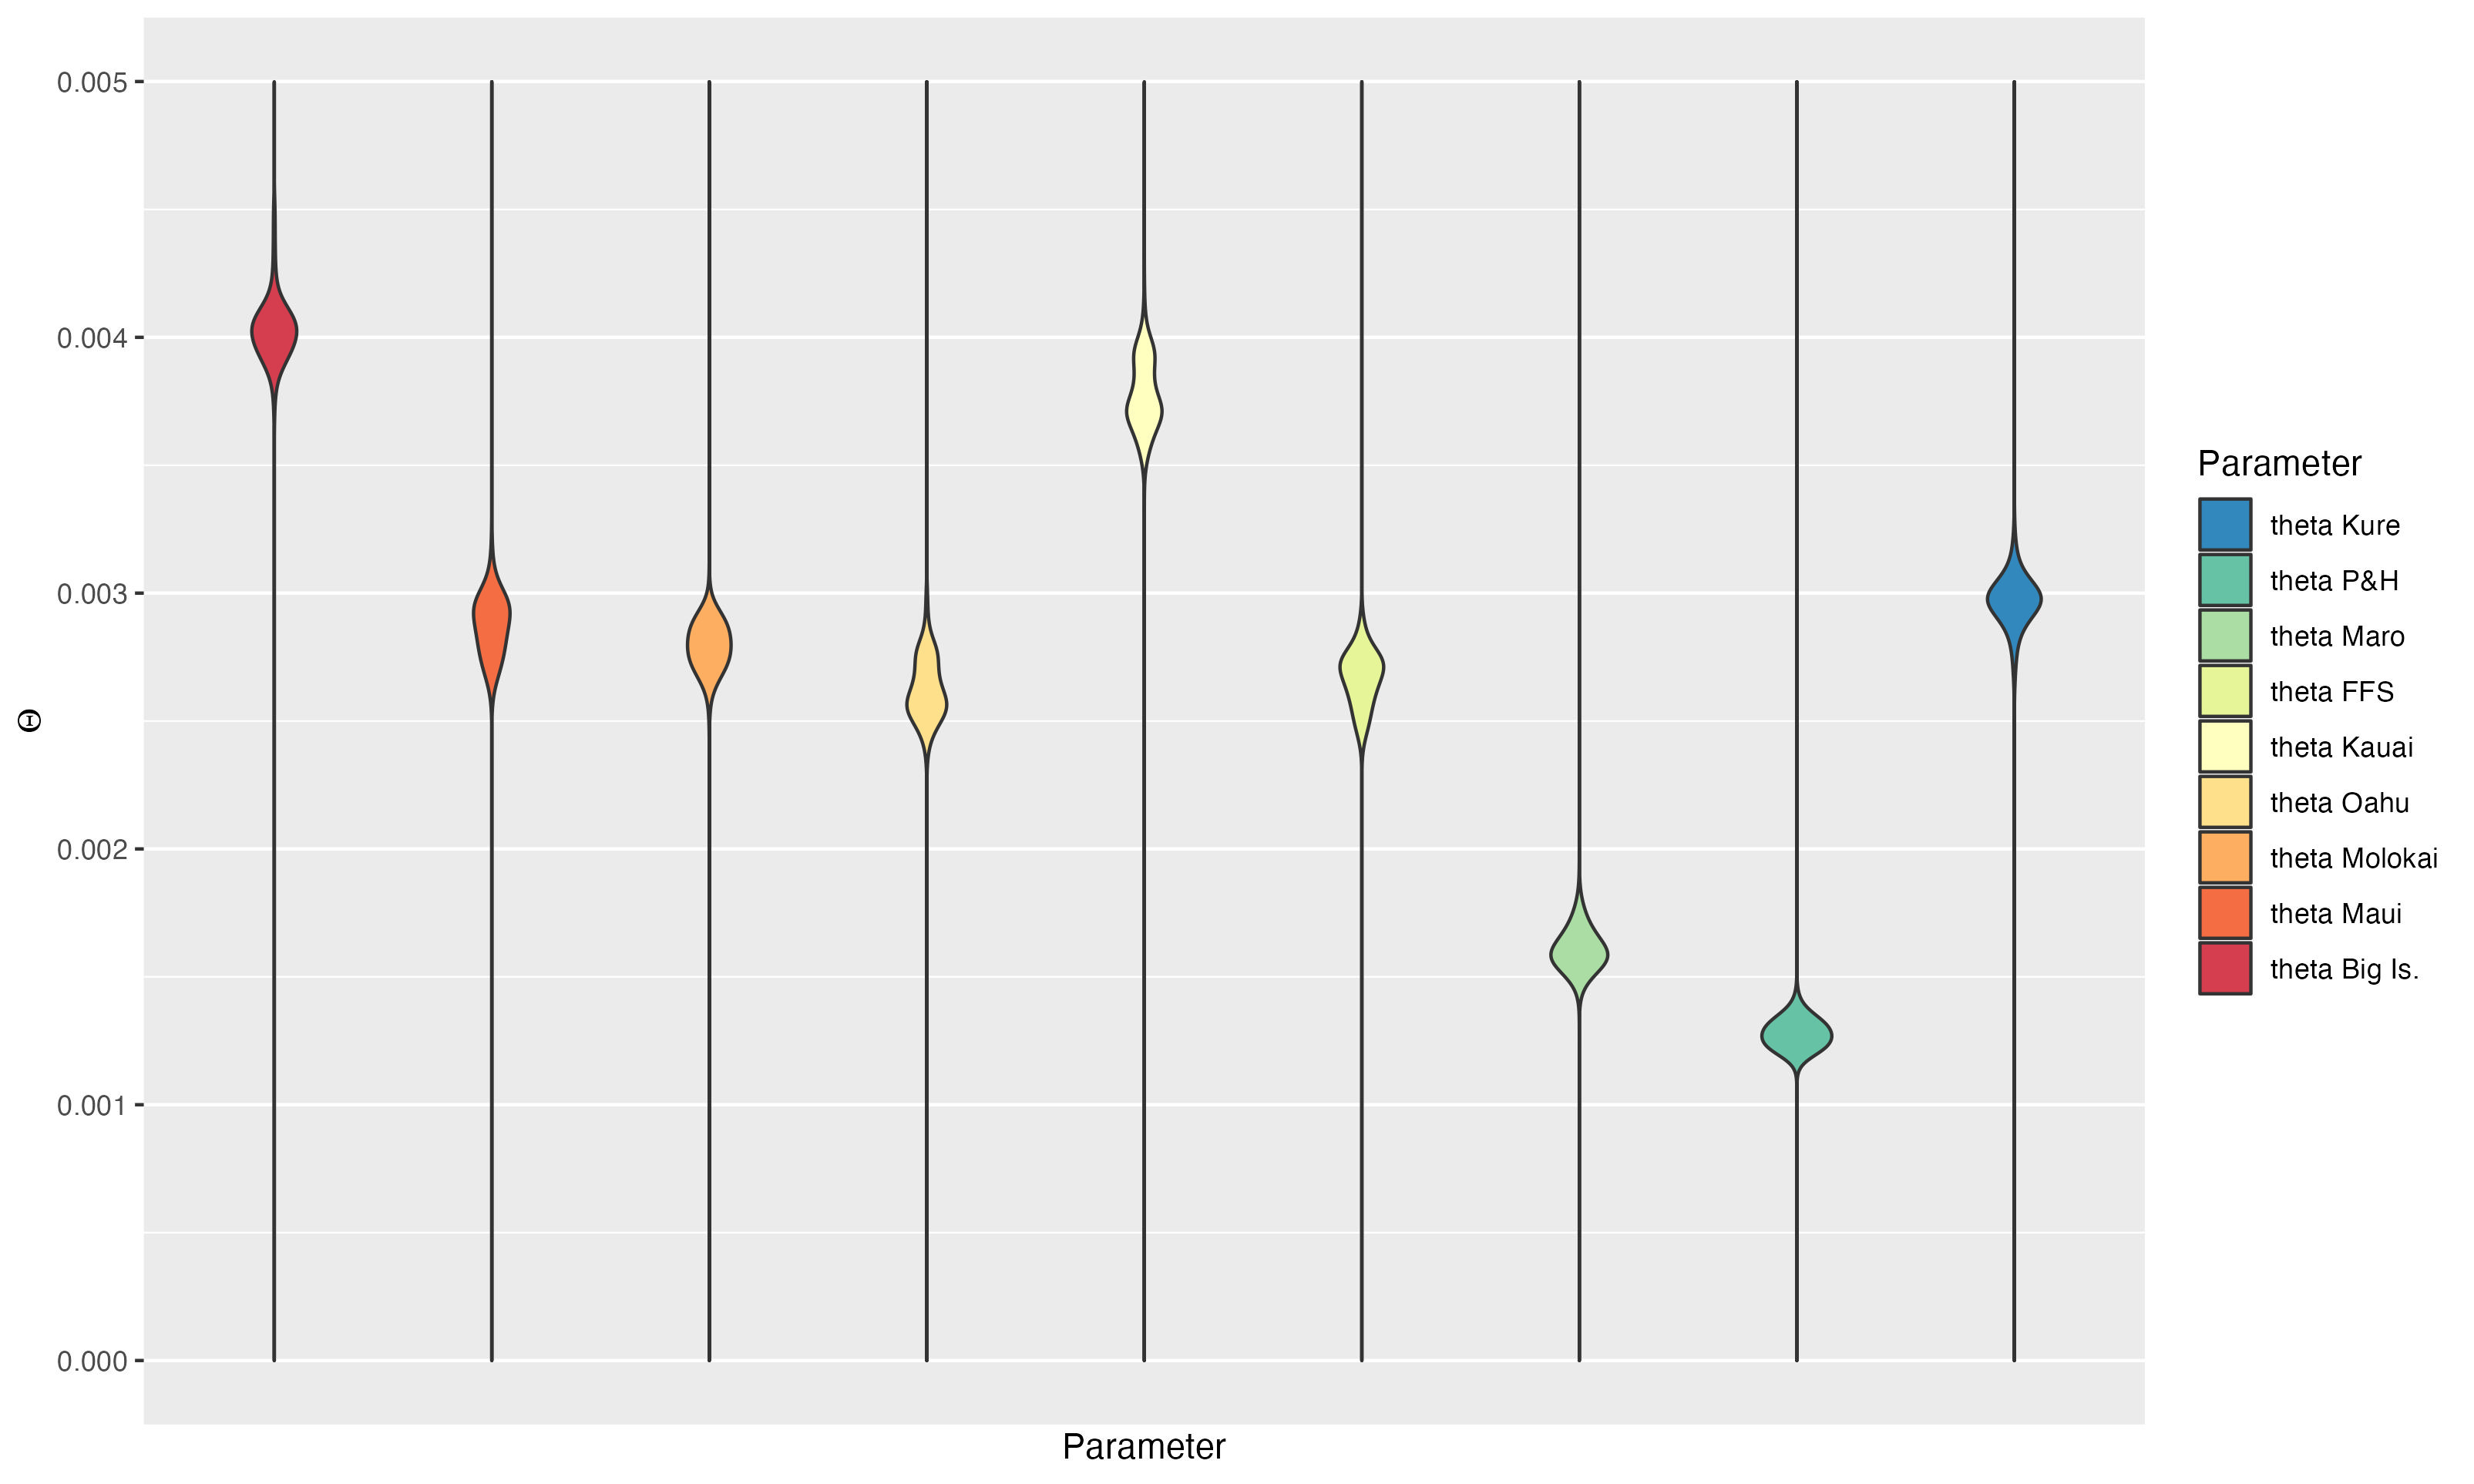 0.005
0.004
0.003
0.002
0.001
0.000
Θ
Parameter
Parameter
theta Kure
theta P&H
theta Maro
theta FFS
theta Kauai
theta Oahu
theta Molokai
theta Maui
theta Big Is.